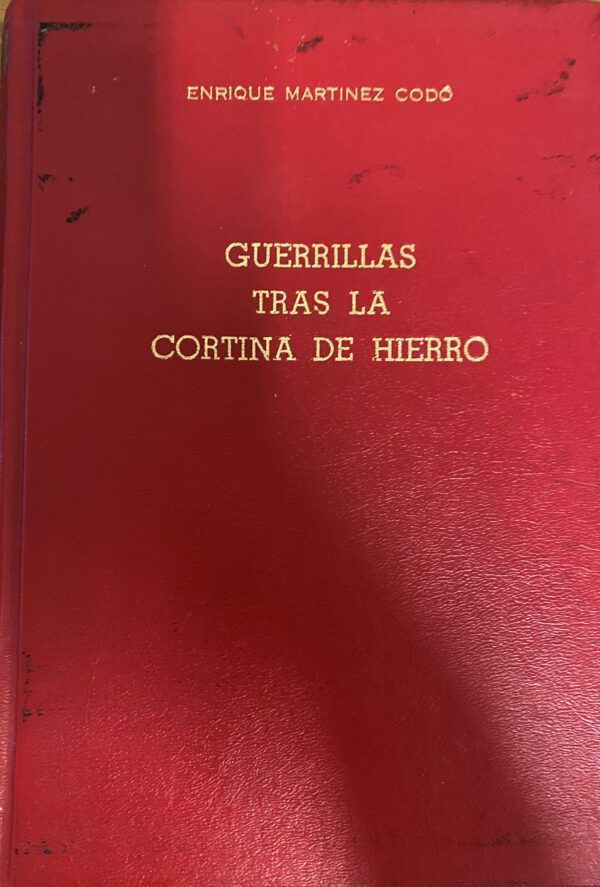 ENRIQUE MARTINEZ CODÓ
GUERRILLAS
TRAS LA
CORTINA DE HIERRO